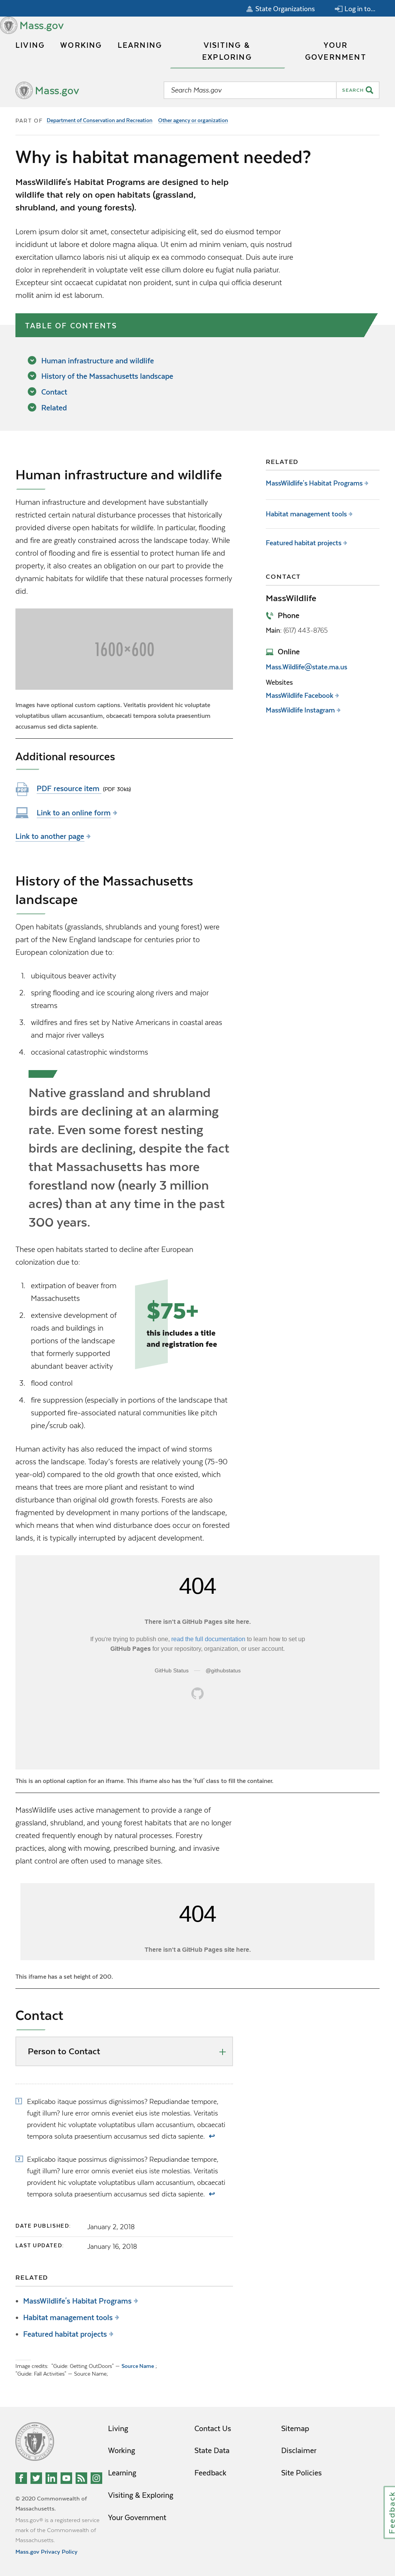 State Organizations
Log in to...
Mass.gov
LIVING
WORKING
LEARNING
VISITING &
EXPLORING
YOUR
GOVERNMENT
Mass.gov
Search Mass.gov
SEARCH
PART OF Department of Conservation and Recreation Other agency or organization
Why is habitat management needed?
MassWildlife's Habitat Programs are designed to help
wildlife that rely on open habitats (grassland,
shrubland, and young forests).
Lorem ipsum dolor sit amet, consectetur adipisicing elit, sed do eiusmod tempor
incididunt ut labore et dolore magna aliqua. Ut enim ad minim veniam, quis nostrud
exercitation ullamco laboris nisi ut aliquip ex ea commodo consequat. Duis aute irure
dolor in reprehenderit in voluptate velit esse cillum dolore eu fugiat nulla pariatur.
Excepteur sint occaecat cupidatat non proident, sunt in culpa qui officia deserunt
mollit anim id est laborum.
TABLE OF CONTENTS
Human infrastructure and wildlife
History of the Massachusetts landscape
Contact
Related
Human infrastructure and wildlife
Human infrastructure and development have substantially
restricted certain natural disturbance processes that historically
provided diverse open habitats for wildlife. In particular, flooding
and fire are greatly constrained across the landscape today. While
control of flooding and fire is essential to protect human life and
property, it also creates an obligation on our part to provide the
dynamic habitats for wildlife that these natural processes formerly
did.
1600×600
Images have optional custom captions. Veritatis provident hic voluptate
voluptatibus ullam accusantium, obcaecati tempora soluta praesentium
accusamus sed dicta sapiente.
Additional resources
PDF resource item (PDF 30kb)
Link to an online form
Link to another page
RELATED
MassWildlife's Habitat Programs
Habitat management tools
Featured habitat projects
CONTACT
MassWildlife
Phone
Main: (617) 443-8765
Online
Mass.Wildlife@state.ma.us
Websites
MassWildlife Facebook
MassWildlife Instagram
History of the Massachusetts
landscape
Open habitats (grasslands, shrublands and young forest) were
part of the New England landscape for centuries prior to
European colonization due to:
1. ubiquitous beaver activity
2. spring flooding and ice scouring along rivers and major
streams
3. wildfires and fires set by Native Americans in coastal areas
and major river valleys
4. occasional catastrophic windstorms
Native grassland and shrubland
birds are declining at an alarming
rate. Even some forest nesting
birds are declining, despite the fact
that Massachusetts has more
forestland now (nearly 3 million
acres) than at any time in the past
300 years.
These open habitats started to decline after European
colonization due to:
1. extirpation of beaver from
Massachusetts
2. extensive development of
roads and buildings in
portions of the landscape
that formerly supported
abundant beaver activity
3. flood control
4. fire suppression (especially in portions of the landscape that
supported fire-associated natural communities like pitch
pine/scrub oak).
$75+
this includes a title
and registration fee
Human activity has also reduced the impact of wind storms
across the landscape. Today's forests are relatively young (75-90
year-old) compared to the old growth that once existed, which
means that trees are more pliant and resistant to wind
disturbance than original old growth forests. Forests are also
fragmented by development in many portions of the landscape,
which means that when wind disturbance does occur on forested
lands, it is typically interrupted by adjacent development.
404
There isn't a GitHub Pages site here.
If you're trying to publish one, read the full documentation to learn how to set up
GitHub Pages for your repository, organization, or user account.
GitHub Status — @githubstatus
This is an optional caption for an iframe. This iframe also has the 'full' class to fill the container.
MassWildlife uses active management to provide a range of
grassland, shrubland, and young forest habitats that are no longer
created frequently enough by natural processes. Forestry
practices, along with mowing, prescribed burning, and invasive
plant control are often used to manage sites.
404
There isn't a GitHub Pages site here.
This iframe has a set height of 200.
Contact
Person to Contact
1 Explicabo itaque possimus dignissimos? Repudiandae tempore,
fugit illum? Iure error omnis eveniet eius iste molestias. Veritatis
provident hic voluptate voluptatibus ullam accusantium, obcaecati
tempora soluta praesentium accusamus sed dicta sapiente. ↩
2 Explicabo itaque possimus dignissimos? Repudiandae tempore,
fugit illum? Iure error omnis eveniet eius iste molestias. Veritatis
provident hic voluptate voluptatibus ullam accusantium, obcaecati
tempora soluta praesentium accusamus sed dicta sapiente. ↩
DATE PUBLISHED: January 2, 2018
LAST UPDATED: January 16, 2018
RELATED
MassWildlife's Habitat Programs
Habitat management tools
Featured habitat projects
Image credits: "Guide: Getting OutDoors" — Source Name ,
"Guide: Fall Activities" — Source Name,
Living
Working
Learning
Visiting & Exploring
Your Government
Contact Us
State Data
Feedback
Sitemap
Disclaimer
Site Policies
© 2020 Commonwealth of
Massachusetts.
Mass.gov® is a registered service
mark of the Commonwealth of
Massachusetts.
Mass.gov Privacy Policy
Feedback